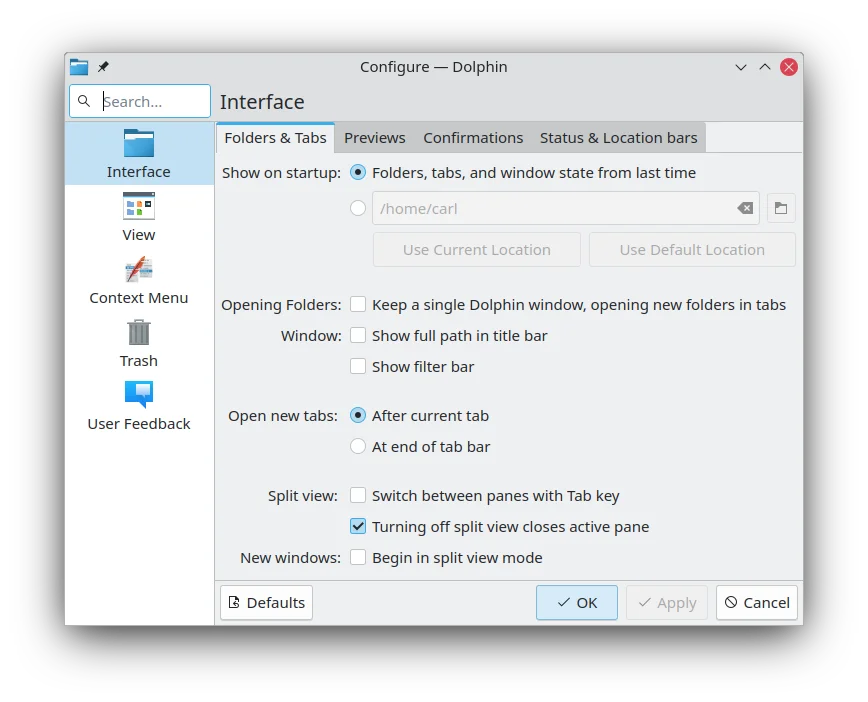 Configure — Dolphin
Search...
Interface
Interface
View
Context Menu
Trash
User Feedback
Folders & Tabs Previews Confirmations Status & Location bars
Show on startup: Folders, tabs, and window state from last time
/home/carl
Use Current Location Use Default Location
Opening Folders: Keep a single Dolphin window, opening new folders in tabs
Window: Show full path in title bar
Show filter bar
Open new tabs: After current tab
At end of tab bar
Split view: Switch between panes with Tab key
Turning off split view closes active pane
New windows: Begin in split view mode
Defaults OK Apply Cancel